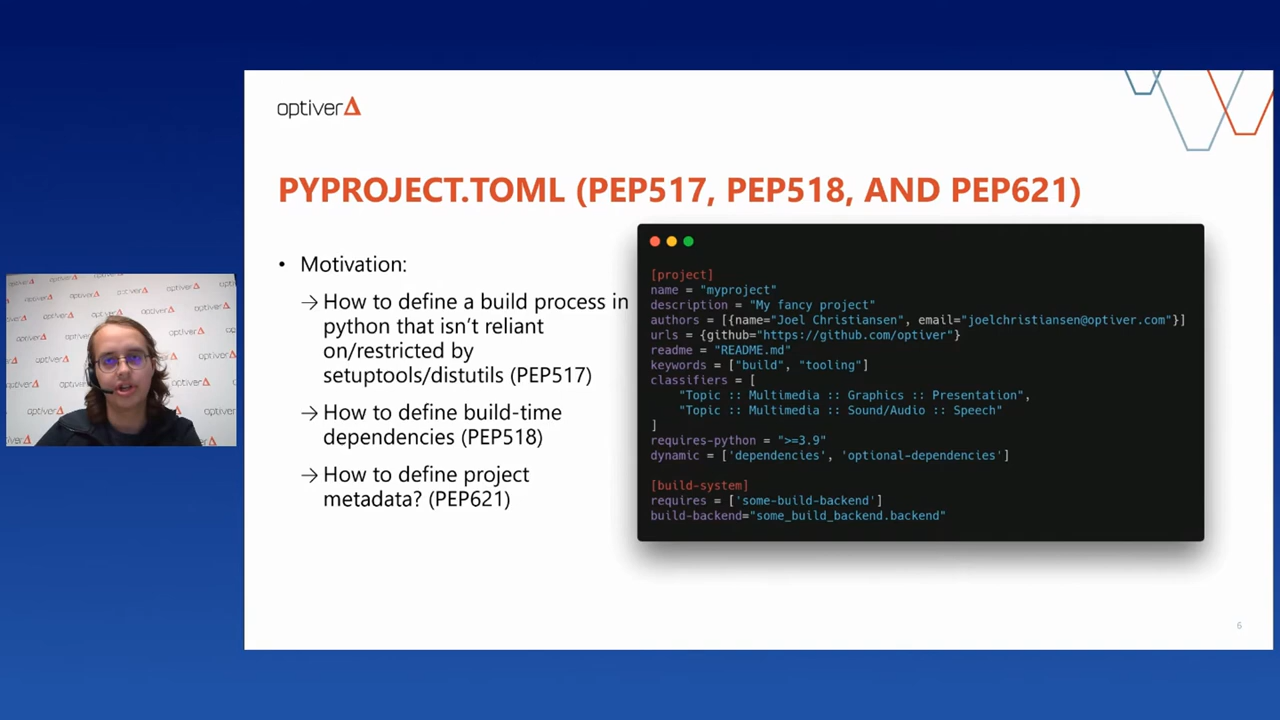 optiver
PYPROJECT.TOML (PEP517, PEP518, AND PEP621)
• Motivation:
→ How to define a build process in
python that isn’t reliant
on/restricted by
setuptools/distutils (PEP517)
→ How to define build-time
dependencies (PEP518)
→ How to define project
metadata? (PEP621)
[project]
name = "myproject"
description = "My fancy project"
authors = [{name="Joel Christiansen", email="joelchristiansen@optiver.com"}]
urls = {github="https://github.com/optiver"}
readme = "README.md"
keywords = ["build", "tooling"]
classifiers = [
"Topic :: Multimedia :: Graphics :: Presentation",
"Topic :: Multimedia :: Sound/Audio :: Speech"
]
requires-python = ">=3.9"
dynamic = ['dependencies', 'optional-dependencies']
[build-system]
requires = ['some-build-backend']
build-backend="some_build_backend.backend"
6